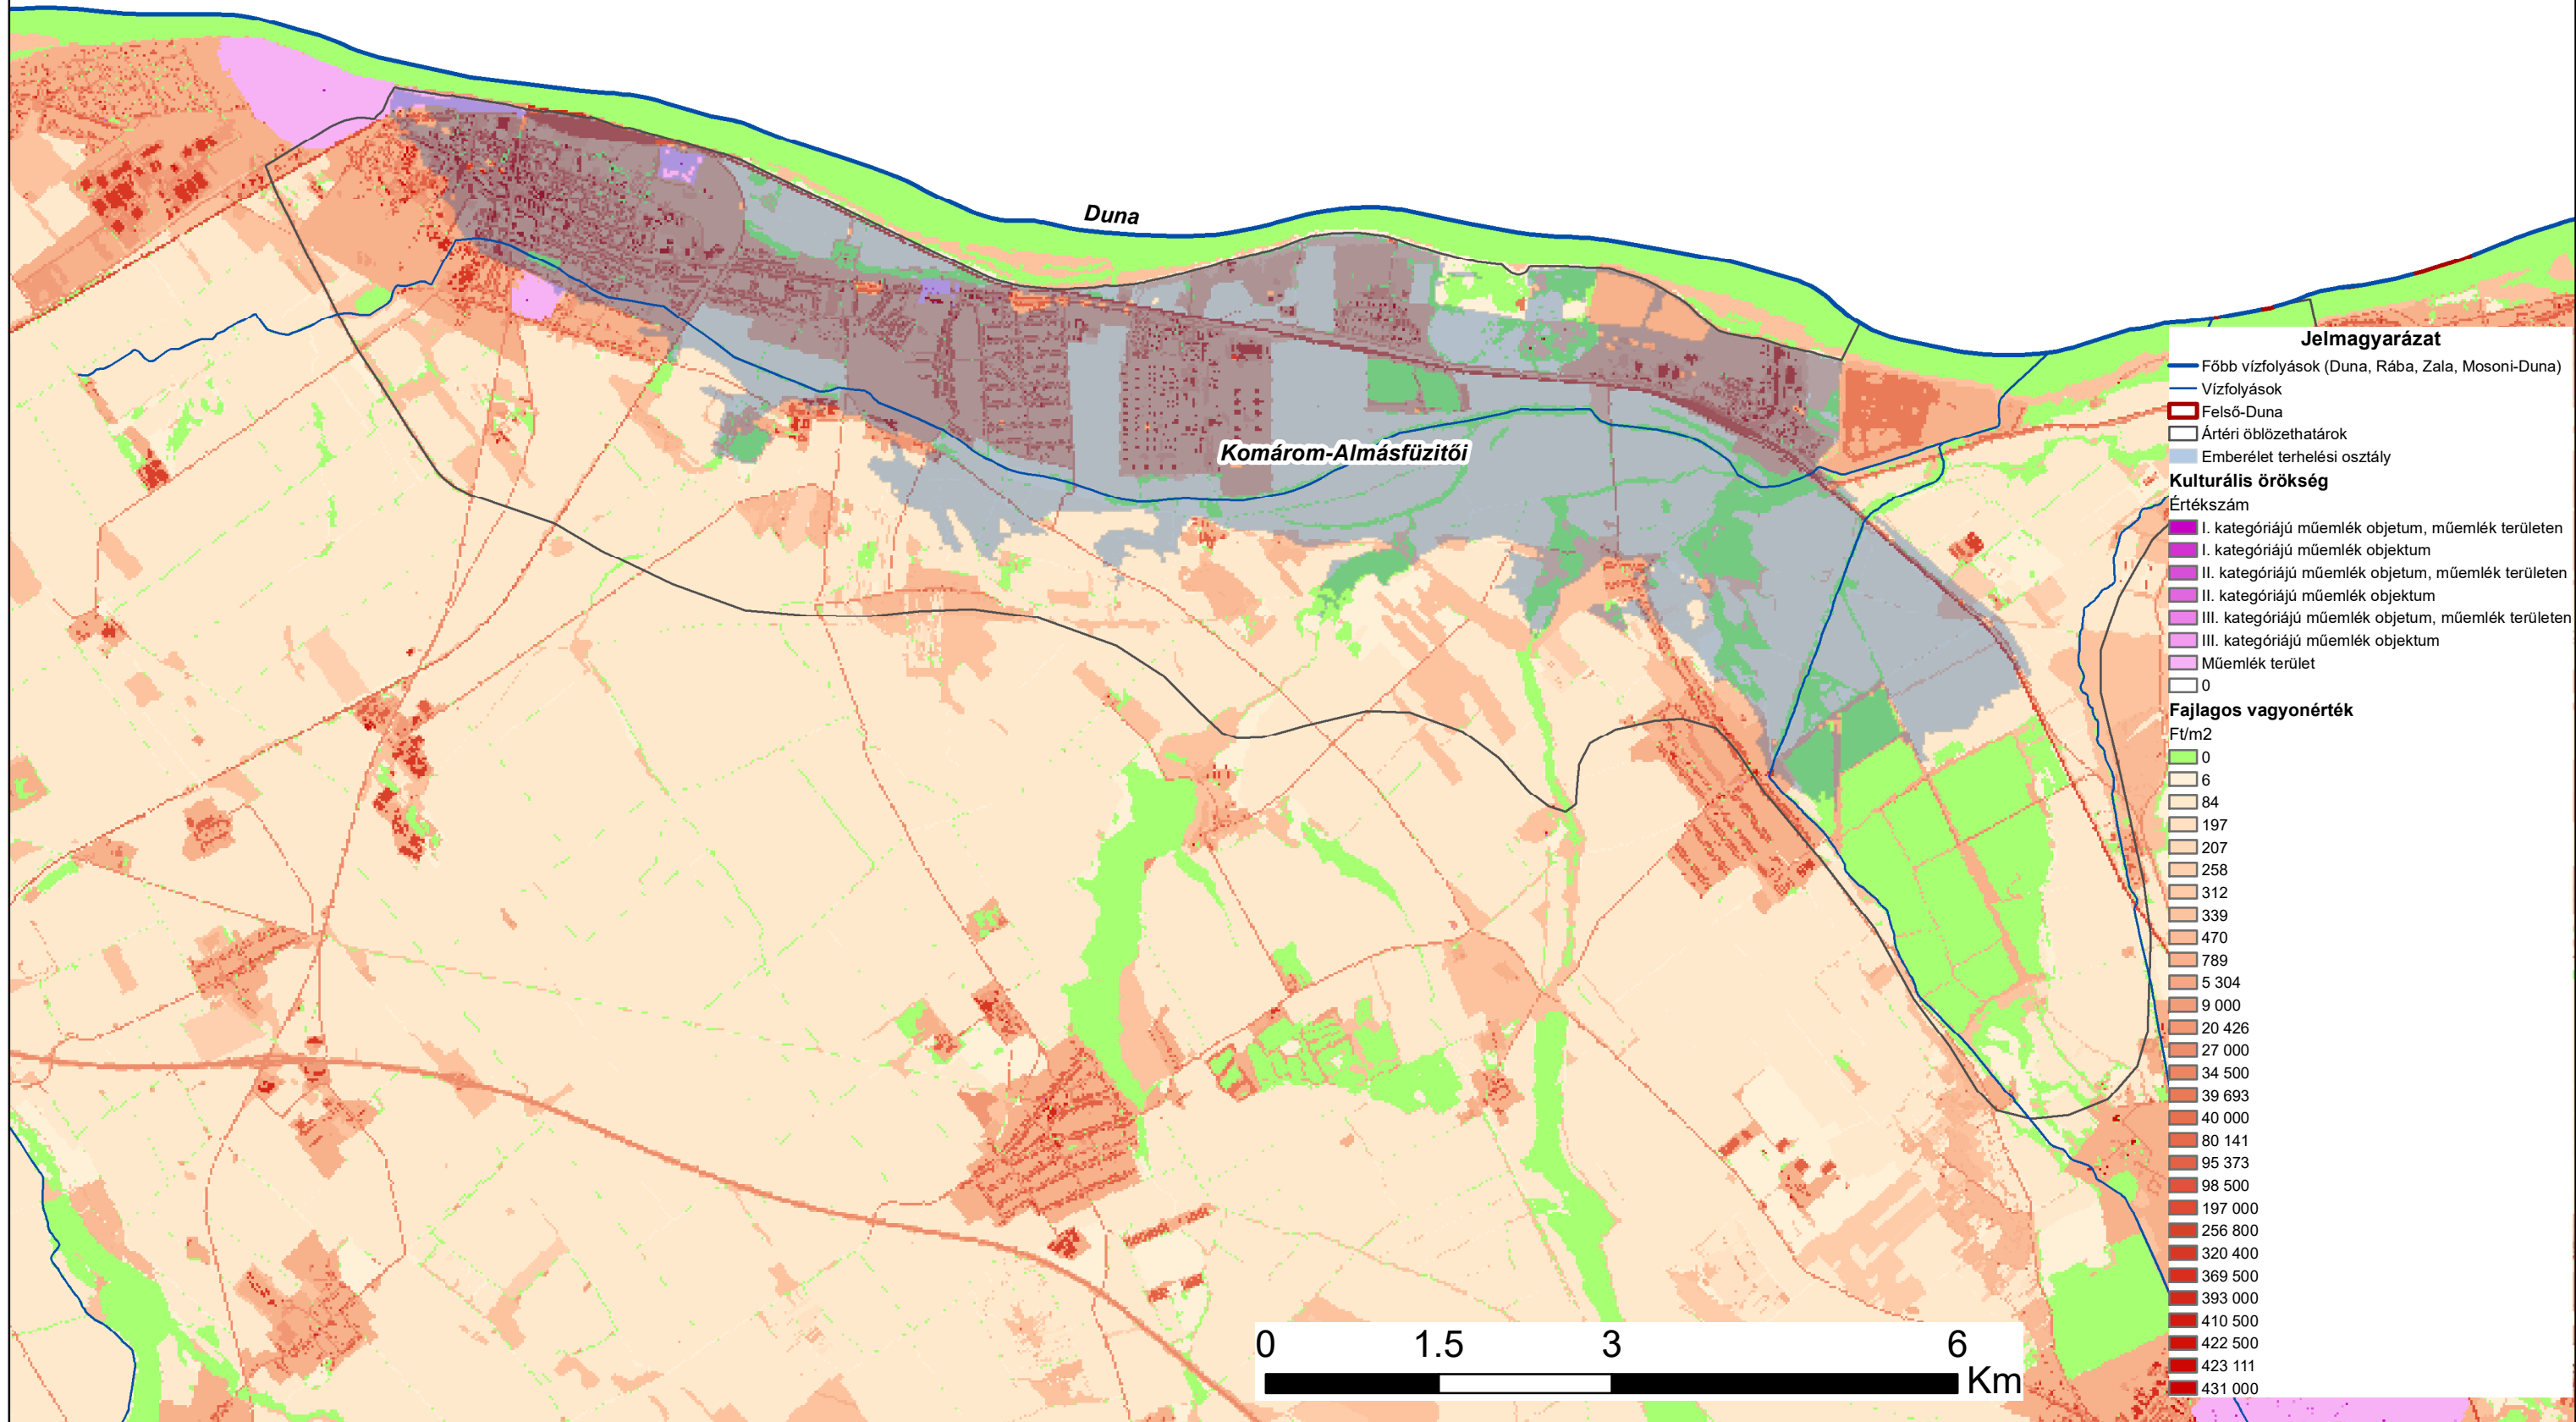 Duna
Komárom-Almásfüzitői
Jelmagyarázat
Főbb vízfolyások (Duna, Rába, Zala, Mosoni-Duna)
Vízfolyások
Felső-Duna
Ártéri öblözethatárok
Emberélet terhelési osztály
Kulturális örökség
Értékszám
I. kategóriájú műemlék objetum, műemlék területen
I. kategóriájú műemlék objektum
II. kategóriájú műemlék objetum, műemlék területen
II. kategóriájú műemlék objektum
III. kategóriájú műemlék objetum, műemlék területen
III. kategóriájú műemlék objektum
Műemlék terület
0
Fajlagos vagyonérték
Ft/m2
0
6
84
197
207
258
312
339
470
789
5 304
9 000
20 426
27 000
34 500
39 693
40 000
80 141
95 373
98 500
197 000
256 800
320 400
369 500
393 000
410 500
422 500
423 111
431 000
0 1.5 3 6
Km